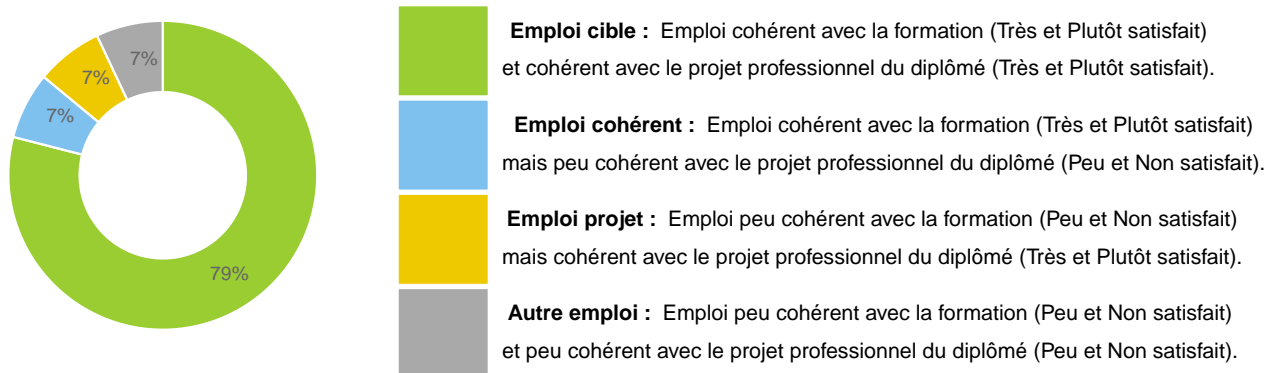 7%
7%
7%
79%
Emploi cible : Emploi cohérent avec la formation (Très et Plutôt satisfait)
et cohérent avec le projet professionnel du diplômé (Très et Plutôt satisfait).
Emploi cohérent : Emploi cohérent avec la formation (Très et Plutôt satisfait)
mais peu cohérent avec le projet professionnel du diplômé (Peu et Non satisfait).
Emploi projet : Emploi peu cohérent avec la formation (Peu et Non satisfait)
mais cohérent avec le projet professionnel du diplômé (Très et Plutôt satisfait).
Autre emploi : Emploi peu cohérent avec la formation (Peu et Non satisfait)
et peu cohérent avec le projet professionnel du diplômé (Peu et Non satisfait).